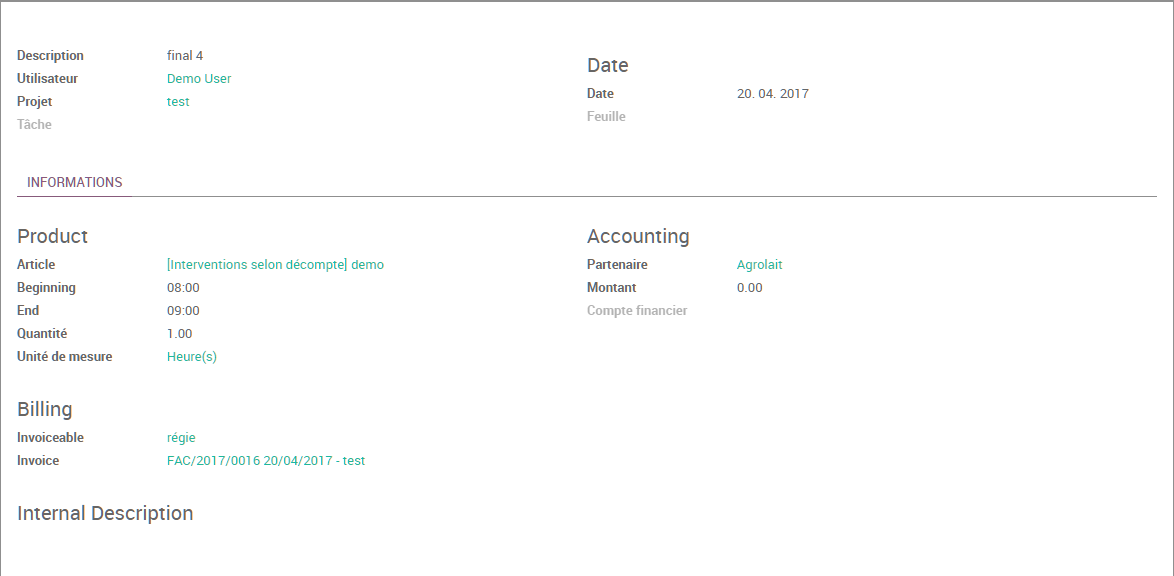 Description final 4
Utilisateur Demo User
Projet test
Tâche
Date
Date 20. 04. 2017
Feuille
INFORMATIONS
Product
Article [Interventions selon décompte] demo
Beginning 08:00
End 09:00
Quantité 1.00
Unité de mesure Heure(s)
Accounting
Partenaire Agrolait
Montant 0.00
Compte financier
Billing
Invoiceable régie
Invoice FAC/2017/0016 20/04/2017 - test
Internal Description